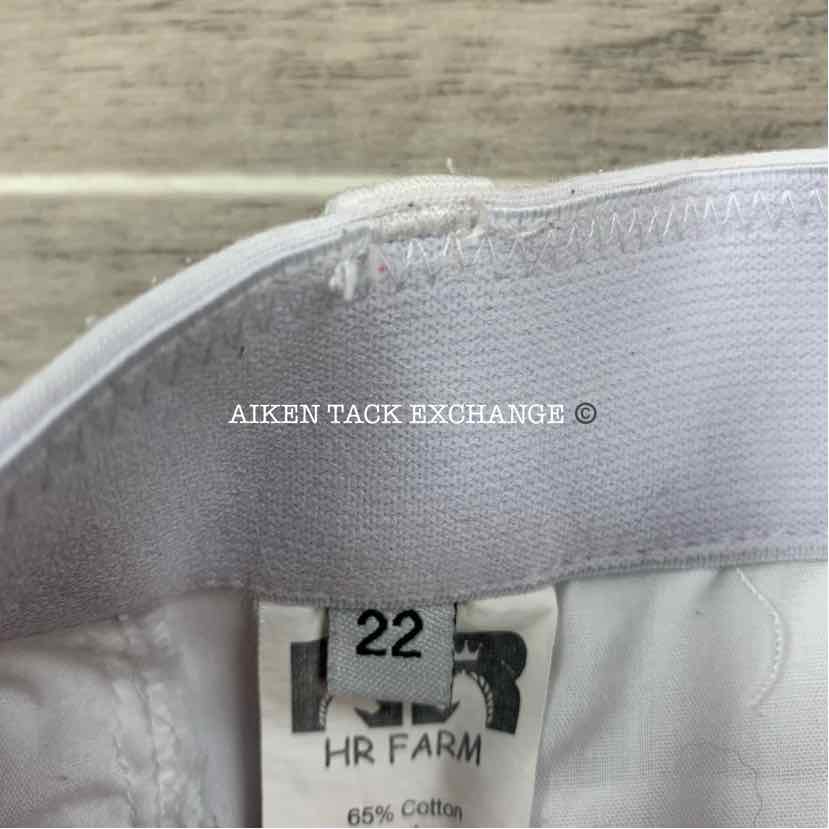 AIKEN TACK EXCHANGE ©
22
HR FARM
65% Cotton